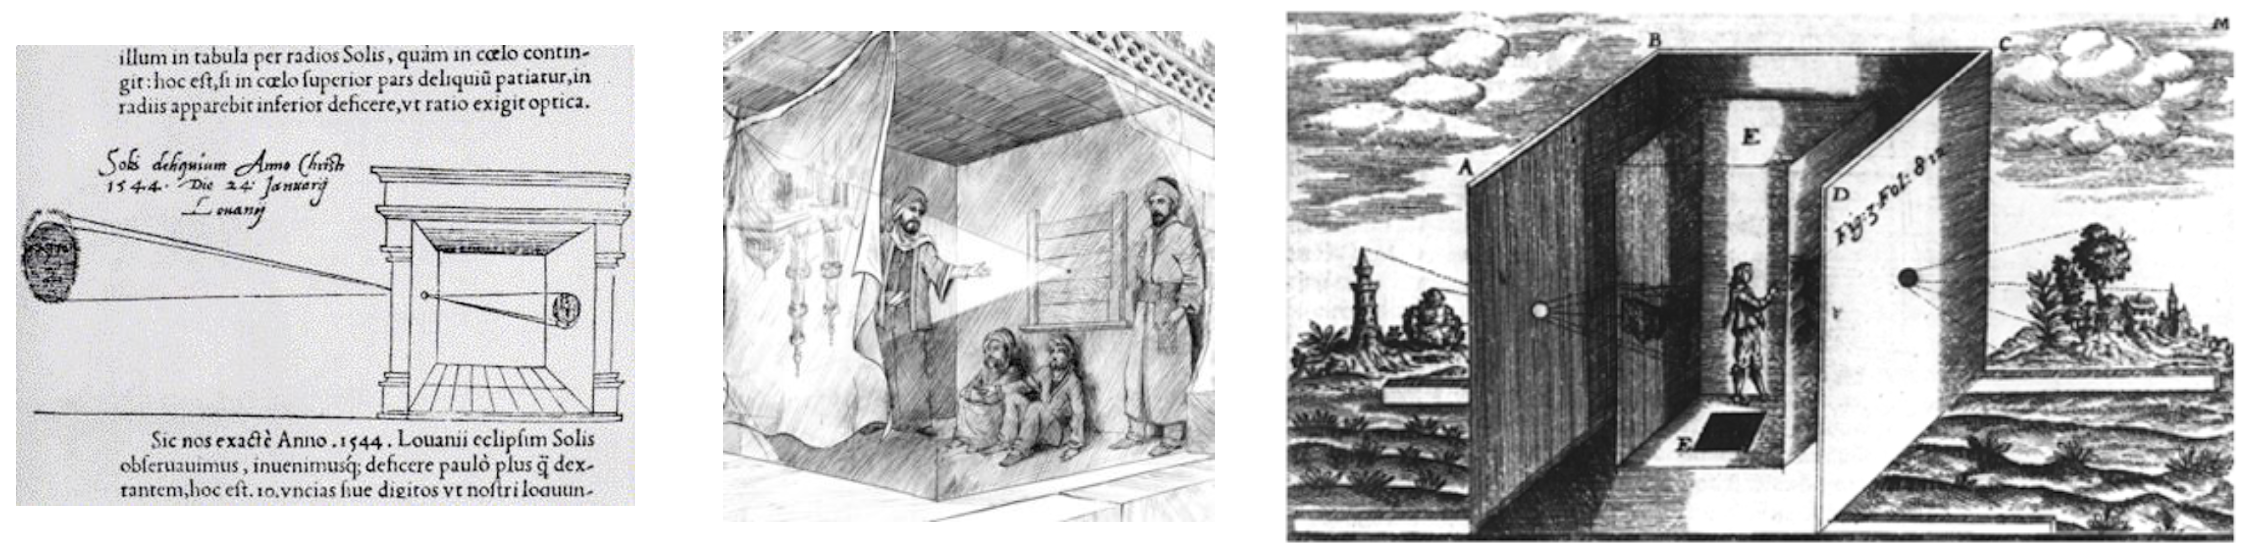 illum in tabula per radios Solis, quàm in cœlo contin-
git: hoc eſt, ſi in cœlo ſuperior pars deliquiũ patiatur, in
radiis apparebit inferior deficere, vt ratio exigit optica.
Solis deliquium Anno Christi
1544. Die 24: Januarij
Louanij
Sic nos exactè Anno .1544. Louanii eclipſim Solis
obſeruauimus, inuenimusq́; deficere paulò plus q̃ dex-
tantem, hoc eſt. 10. vncias ſiue digitos vt noſtri loquun-
M
B
C
E
A
D
Fig: 3. Fol: 812
F
E